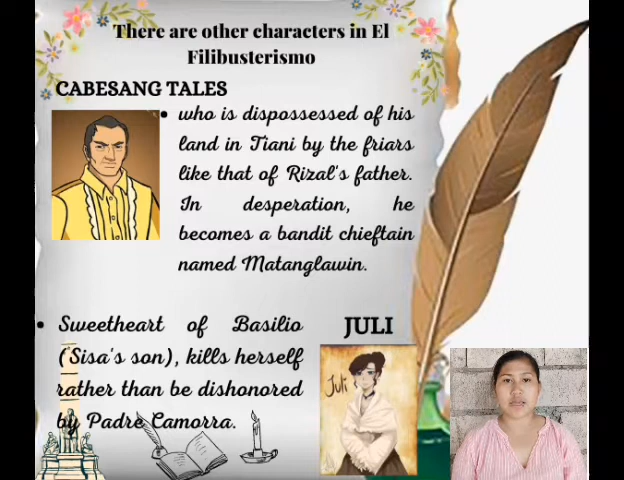 There are other characters in El
Filibusterismo
CABESANG TALES
who is dispossessed of his
land in Tiani by the friars
like that of Rizal's father.
In desperation, he
becomes a bandit chieftain
named Matanglawin.
JULI
Sweetheart of Basilio
(Sisa's son), kills herself
rather than be dishonored
by Padre Camorra.
Juli